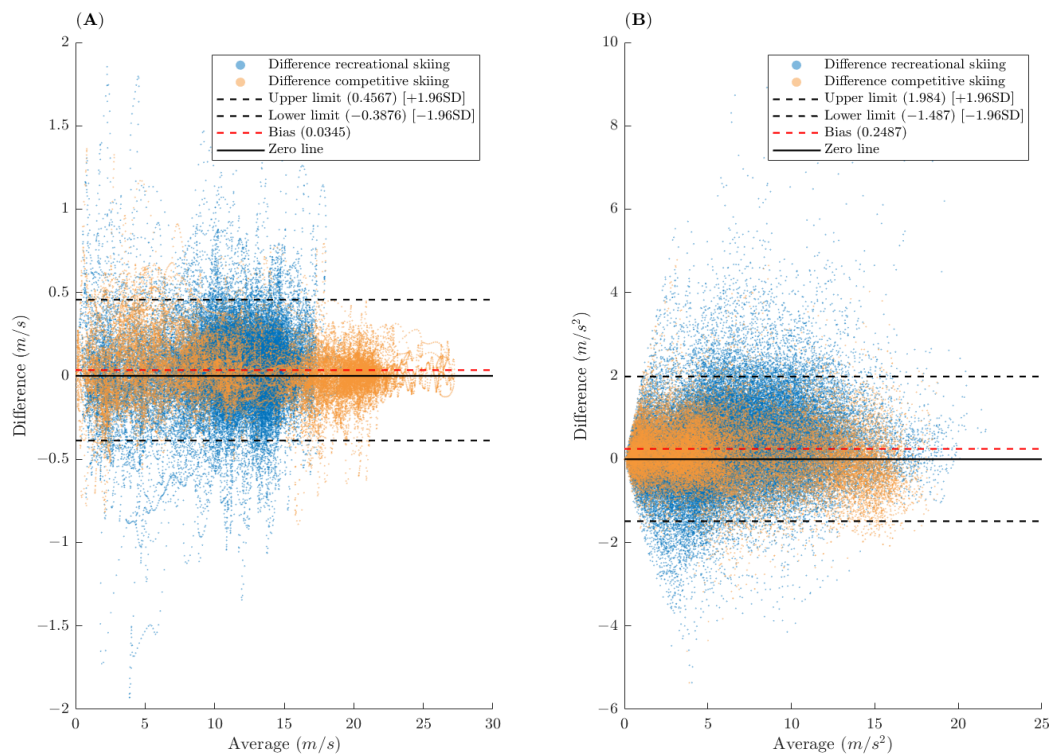 (A)
2
1.5
1
0.5
0
−0.5
−1
−1.5
−2
Difference (m/s)
0 5 10 15 20 25 30
Average (m/s)
Difference recreational skiing
Difference competitive skiing
Upper limit (0.4567) [+1.96SD]
Lower limit (−0.3876) [−1.96SD]
Bias (0.0345)
Zero line
(B)
10
8
6
4
2
0
−2
−4
−6
Difference (m/s²)
0 5 10 15 20 25
Average (m/s²)
Difference recreational skiing
Difference competitive skiing
Upper limit (1.984) [+1.96SD]
Lower limit (−1.487) [−1.96SD]
Bias (0.2487)
Zero line